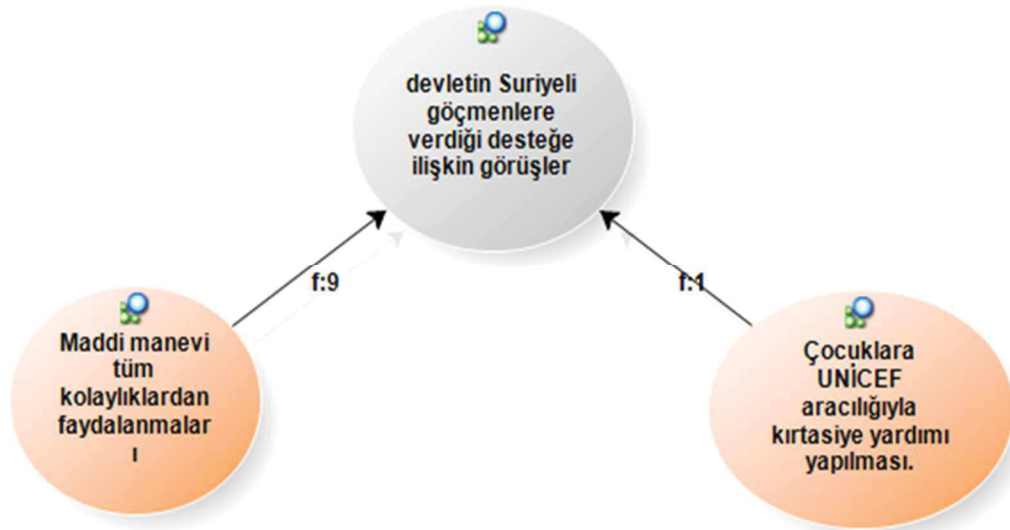 devletin Suriyeli
göçmenlere
verdiği desteğe
ilişkin görüşler
f:9
f:1
Maddi manevi
tüm
kolaylıklardan
faydalanmalar
ı
Çocuklara
UNİCEF
aracılığıyla
kırtasiye yardımı
yapılması.